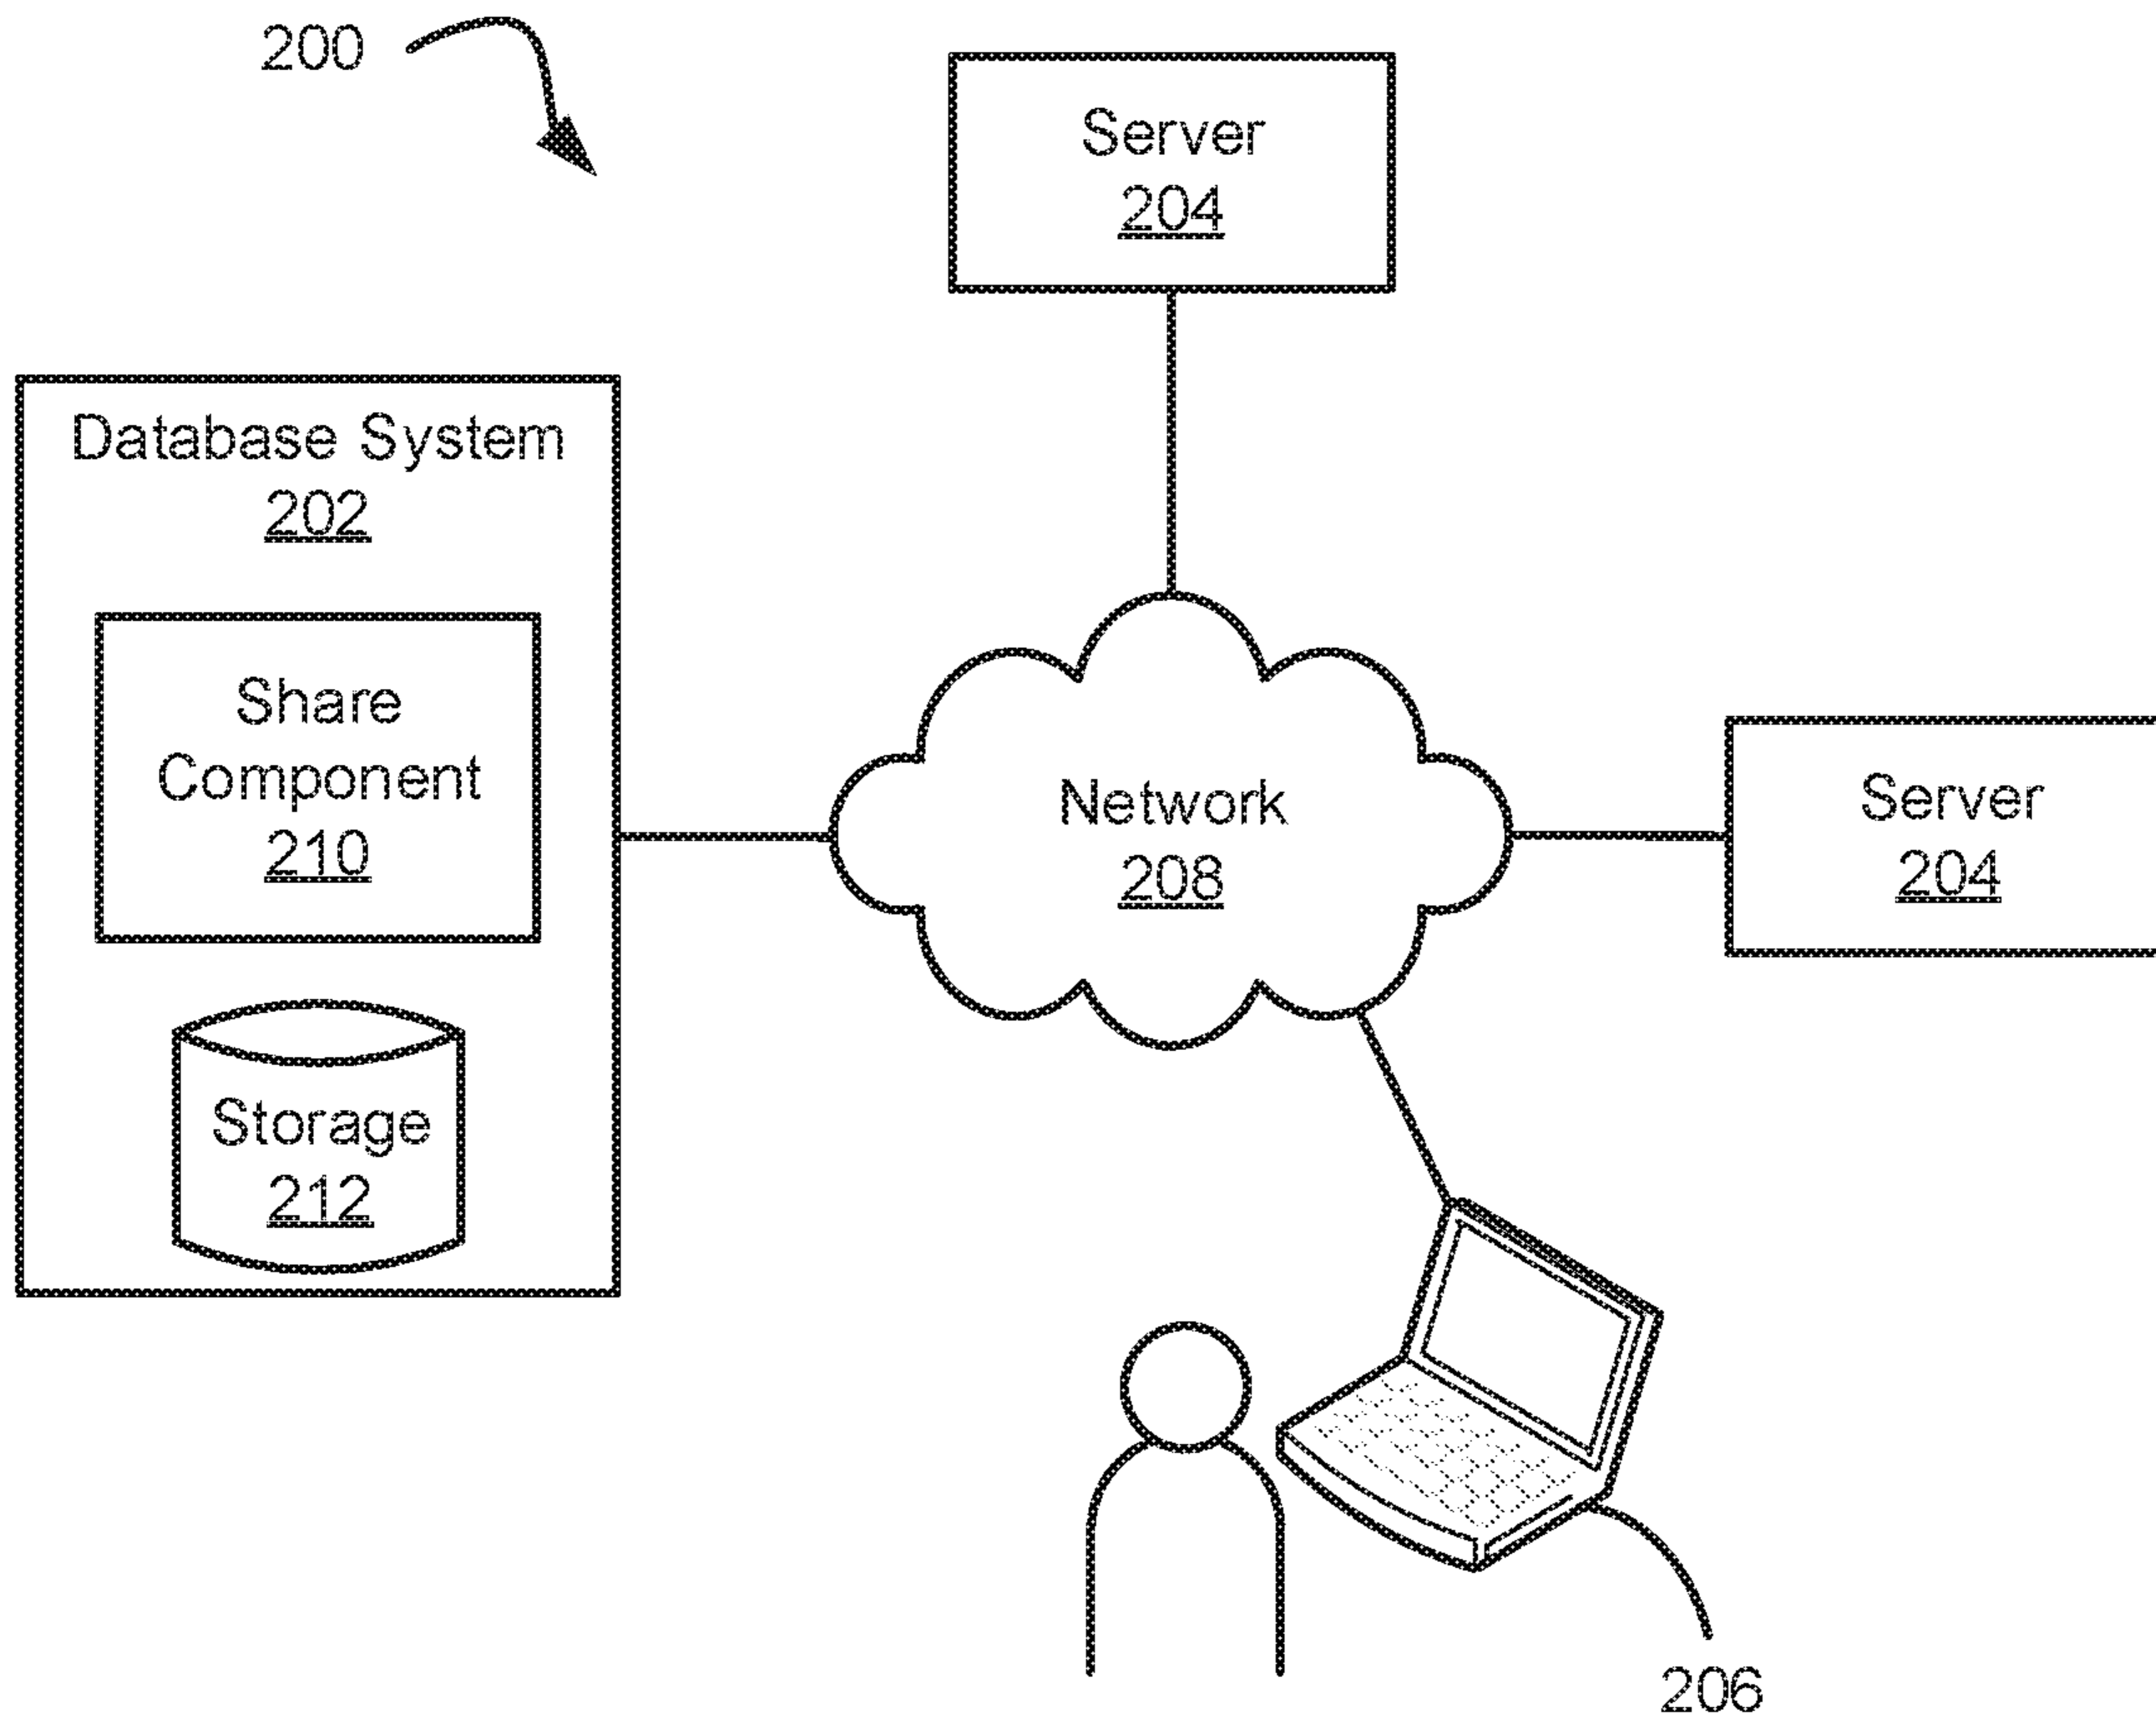 200
Server
204
Database System
202
Share
Component
210
Storage
212
Network
208
Server
204
206